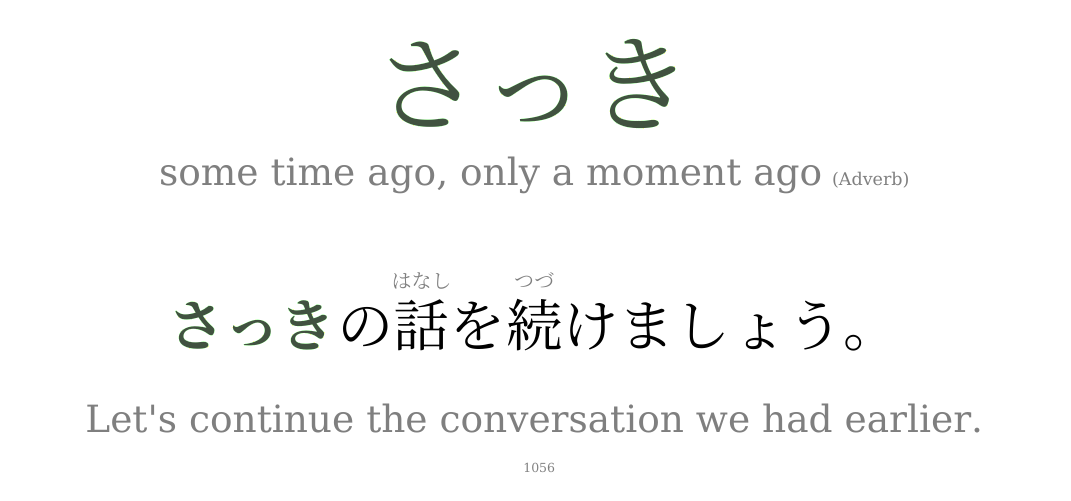 さっき
some time ago, only a moment ago (Adverb)
はなし つづ
さっきの話を続けましょう。
Let's continue the conversation we had earlier.
1056